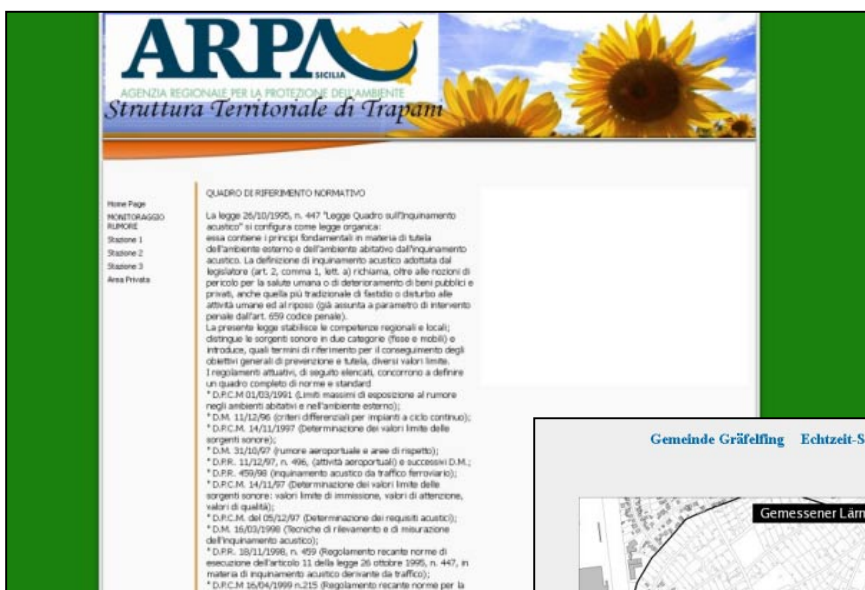 ARPA
SICILIA
AGENZIA REGIONALE PER LA PROTEZIONE DELL'AMBIENTE
Struttura Territoriale di Trapani
Home Page
MONITORAGGIO
RUMORE
Stazione 1
Stazione 2
Stazione 3
Area Privata
QUADRO DI RIFERIMENTO NORMATIVO
La legge 26/10/1995, n. 447 "Legge Quadro sull'Inquinamento
acustico" si configura come legge organica:
essa contiene i principi fondamentali in materia di tutela
dell'ambiente esterno e dell'ambiente abitativo dall'inquinamento
acustico. La definizione di inquinamento acustico adottata dal
legislatore (art. 2, comma 1, lett. a) richiama, oltre alle nozioni di
pericolo per la salute umana o di deterioramento di beni pubblici e
privati, anche quella più tradizionale di fastidio o disturbo alle
attività umane ed al riposo (già assunta a parametro di intervento
penale dall'art. 659 codice penale).
La presente legge stabilisce le competenze regionali e locali;
distingue le sorgenti sonore in due categorie (fisse e mobili) e
introduce, quali termini di riferimento per il conseguimento degli
obiettivi generali di prevenzione e tutela, diversi valori limite.
I regolamenti attuativi, di seguito elencati, concorrono a definire
un quadro completo di norme e standard
* D.P.C.M 01/03/1991 (Limiti massimi di esposizione al rumore
negli ambienti abitativi e nell'ambiente esterno);
* D.M. 11/12/96 (criteri differenziali per impianti a ciclo continuo);
* D.P.C.M. 14/11/1997 (Determinazione dei valori limite delle
sorgenti sonore);
* D.M. 31/10/97 (rumore aeroportuale e aree di rispetto);
* D.P.R. 11/12/97, n. 496, (attività aeroportuali) e successivi D.M.;
* D.P.R. 459/98 (inquinamento acustico da traffico ferroviario);
* D.P.C.M. 14/11/97 (Determinazione dei valori limite delle
sorgenti sonore: valori limite di immissione, valori di attenzione,
valori di qualità);
* D.P.C.M. del 05/12/97 (Determinazione dei requisiti acustici);
* D.M. 16/03/1998 (Tecniche di rilevamento e di misurazione
dell'inquinamento acustico);
* D.P.R. 18/11/1998, n. 459 (Regolamento recante norme di
esecuzione dell'articolo 11 della legge 26 ottobre 1995, n. 447, in
materia di inquinamento acustico derivante da traffico);
* D.P.C.M 16/04/1999 n.215 (Regolamento recante norme per la
Gemeinde Gräfelfing Echtzeit-S
Gemessener Lärm